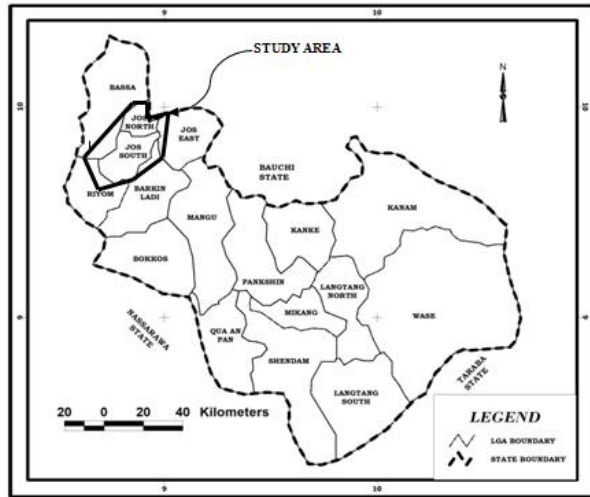 9
10
STUDY AREA
N
BASSA
10
10
JOS
NORTH
JOS
EAST
JOS
SOUTH
BAUCHI
STATE
RIYOM
BARKIN
LADI
KANAM
MANGU
KANKE
BOKKOS
PANKSHIN
LANGTANG
NORTH
MIKANG
WASE
9
9
NASSARAWA
STATE
QUA AN
PAN
SHENDAM
TARABA
STATE
LANGTANG
SOUTH
20 0 20 40 Kilometers
LEGEND
LGA BOUNDARY
STATE BOUNDARY
9
10